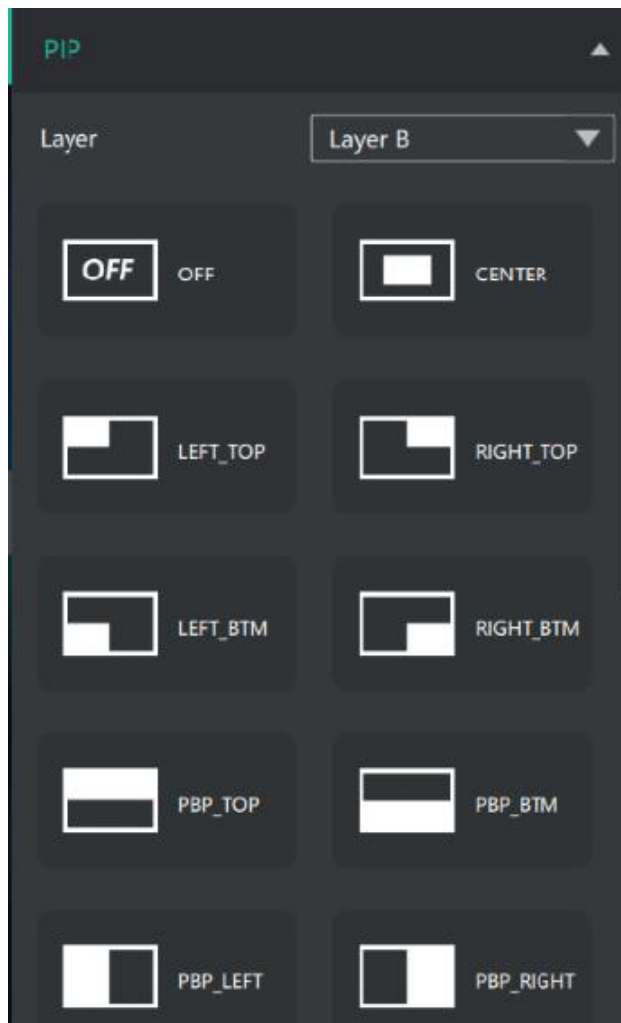 PIP
Layer Layer B
OFF OFF CENTER
LEFT_TOP RIGHT_TOP
LEFT_BTM RIGHT_BTM
PBP_TOP PBP_BTM
PBP_LEFT PBP_RIGHT